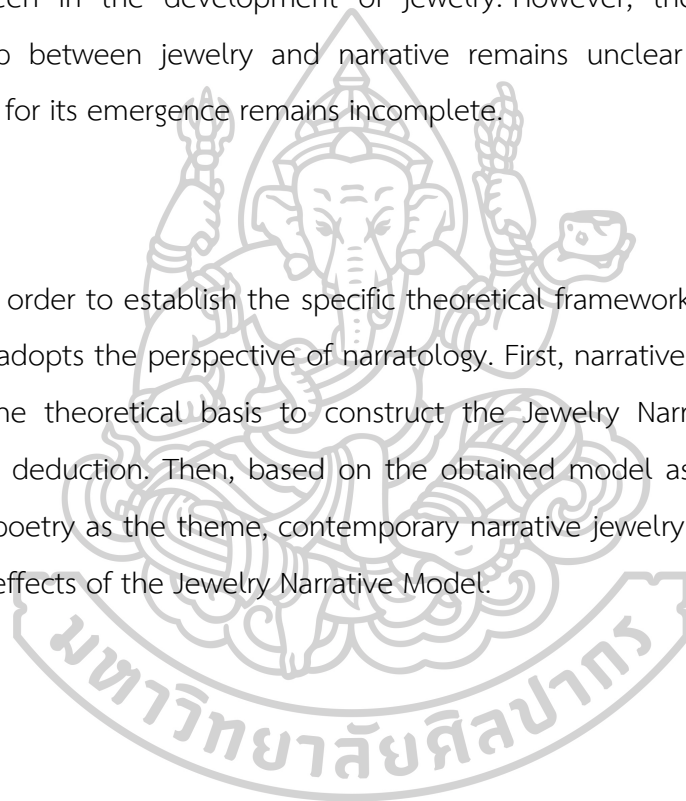 een in the development of jewelry. However, the
between jewelry and narrative remains unclear
for its emergence remains incomplete.
order to establish the specific theoretical framework
adopts the perspective of narratology. First, narrative
theoretical basis to construct the Jewelry Narr
deduction. Then, based on the obtained model as
poetry as the theme, contemporary narrative jewelry
effects of the Jewelry Narrative Model.
มหาวิทยาลัยศิลปากร